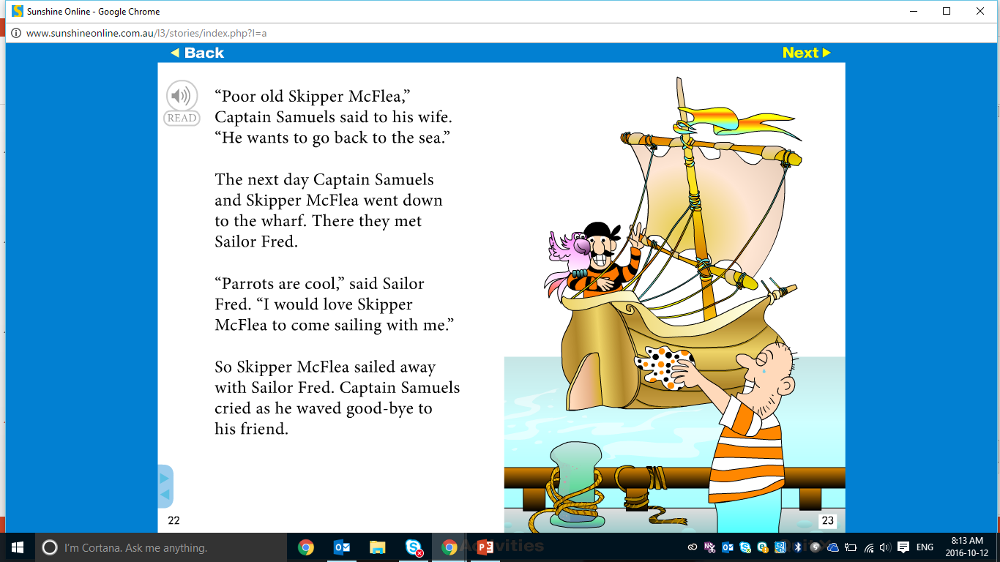 Sunshine Online - Google Chrome
www.sunshineonline.com.au/l3/stories/index.php?l=a
Back
Next
READ
“Poor old Skipper McFlea,”
Captain Samuels said to his wife.
“He wants to go back to the sea.”
The next day Captain Samuels
and Skipper McFlea went down
to the wharf. There they met
Sailor Fred.
“Parrots are cool,” said Sailor
Fred. “I would love Skipper
McFlea to come sailing with me.”
So Skipper McFlea sailed away
with Sailor Fred. Captain Samuels
cried as he waved good-bye to
his friend.
22
23
I'm Cortana. Ask me anything.
Activities
ENG
8:13 AM
2016-10-12